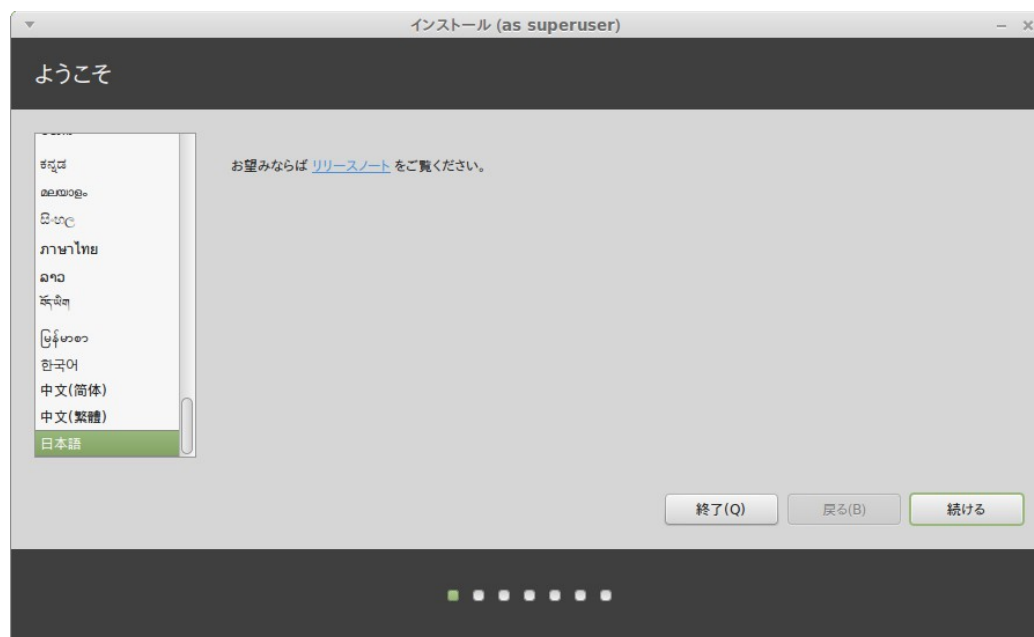 インストール (as superuser)
ようこそ
ಕನ್ನಡ
മലയാളം
සිංහල
ภาษาไทย
ລາວ
བོད་ཡིག
မြန်မာစာ
한국어
中文(简体)
中文(繁體)
日本語
お望みならば リリースノート をご覧ください。
終了(Q)
戻る(B)
続ける